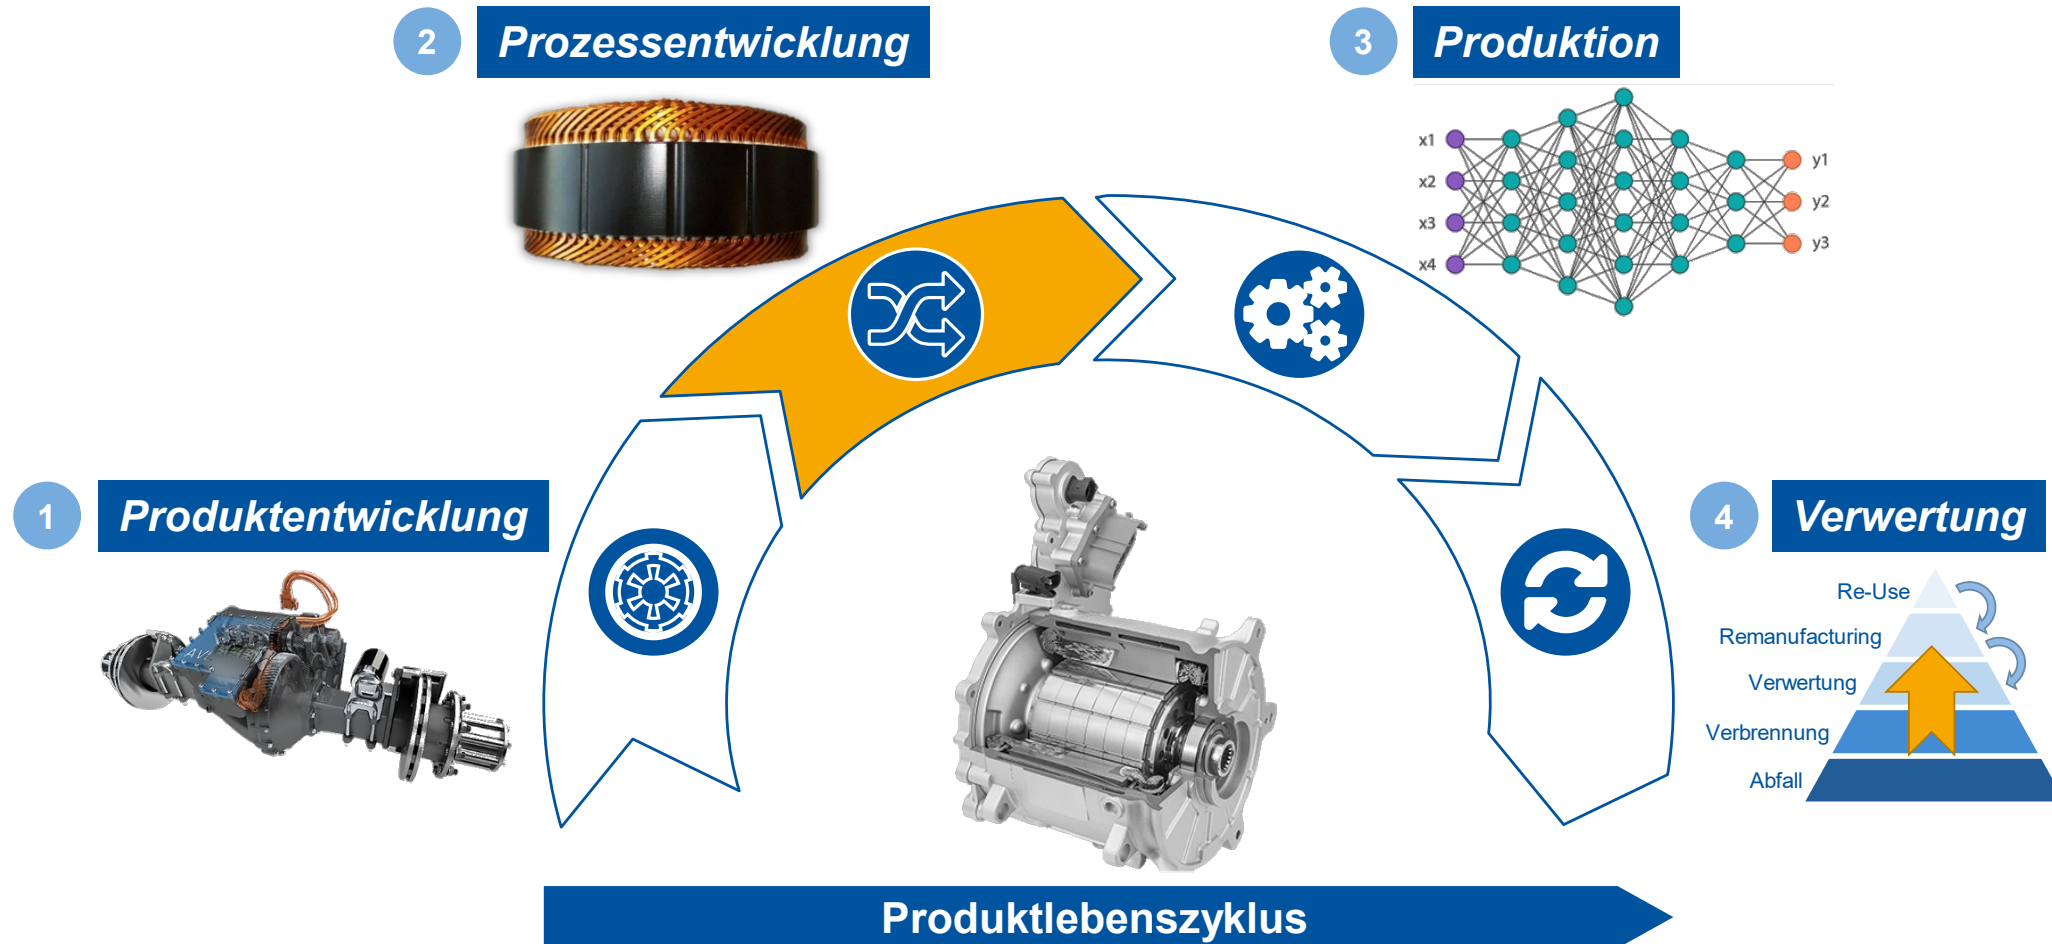 2 Prozessentwicklung
3 Produktion
x1
x2
x3
x4
y1
y2
y3
1 Produktentwicklung
AVL
4 Verwertung
Re-Use
Remanufacturing
Verwertung
Verbrennung
Abfall
Produktlebenszyklus